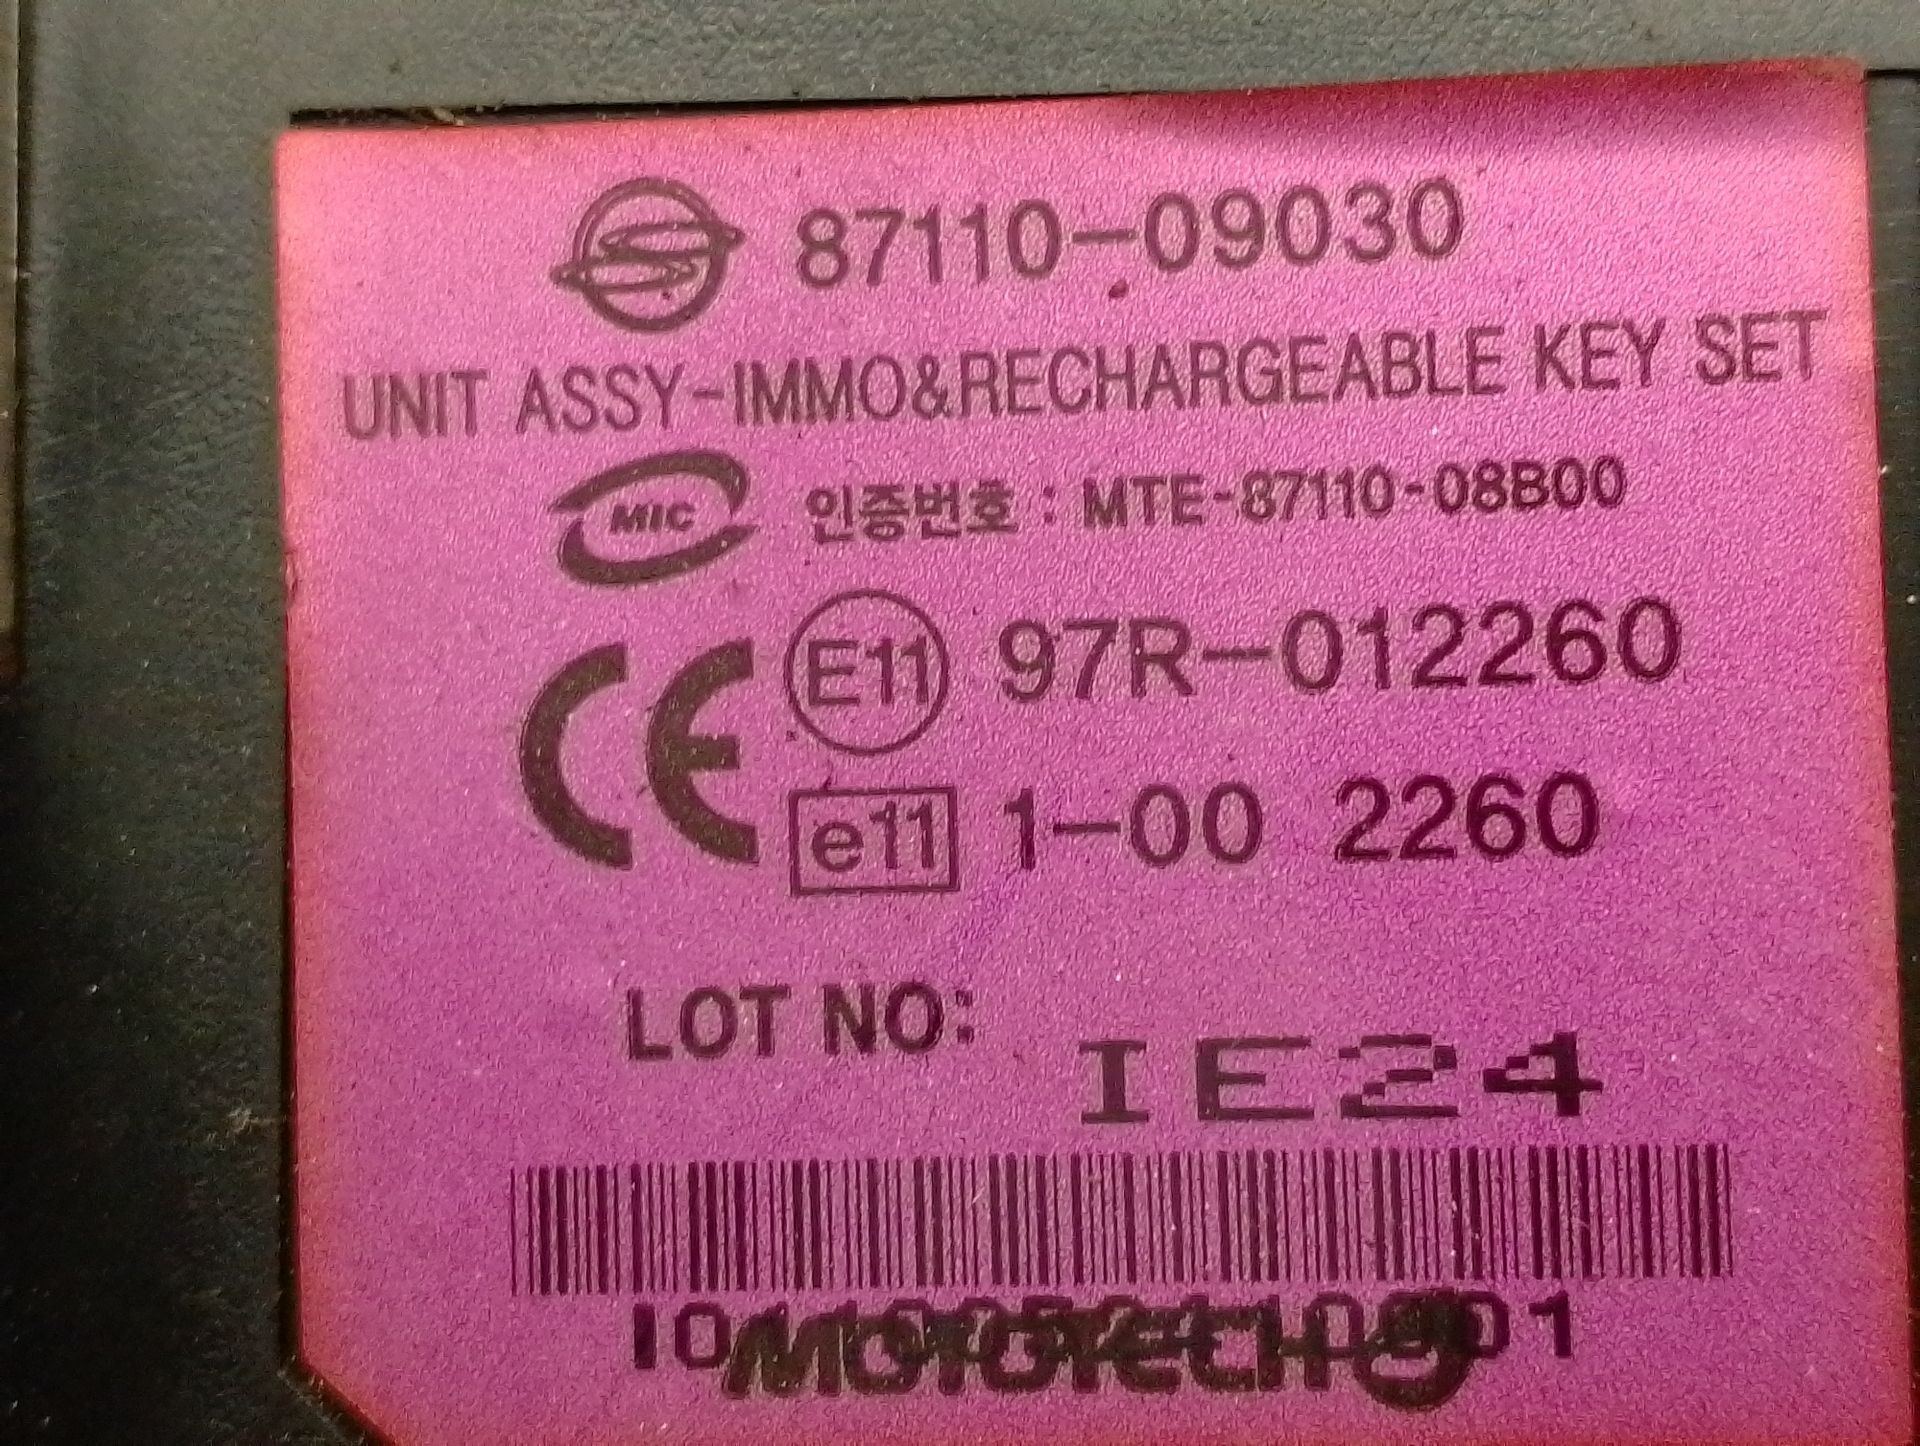 87110-09030
UNIT ASSY-IMMO&RECHARGEABLE KEY SET
MIC 인증번호 : MTE-87110-08B00
CE E11 97R-012260
e11 1-00 2260
LOT NO: IE24
MOTOTECH